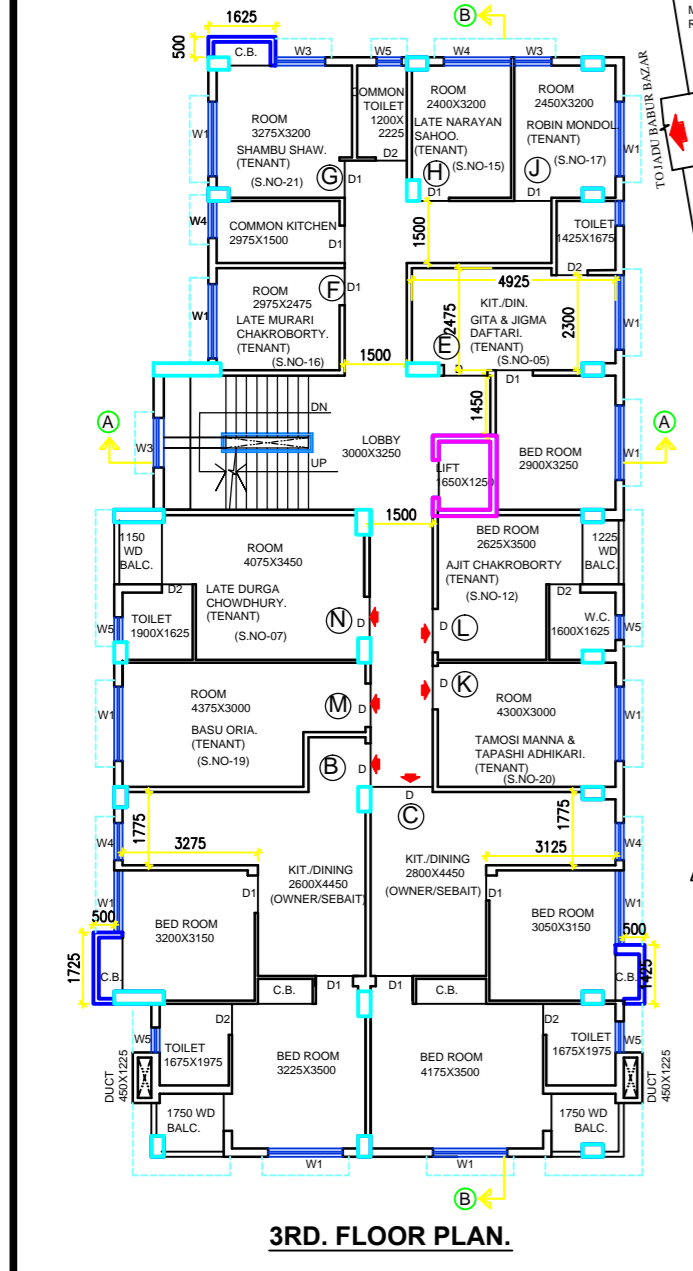 1625
500
C.B.
W3
W5
B
W4
W3
M
R
TO JADU BABUR BAZAR
ROOM
3275X3200
SHAMBU SHAW.
(TENANT)
(S.NO-21)
G
D1
W1
COMMON
TOILET
1200X
2225
D2
ROOM
2400X3200
LATE NARAYAN
SAHOO.
(TENANT)
(S.NO-15)
H
D1
ROOM
2450X3200
ROBIN MONDOL.
(TENANT)
(S.NO-17)
J
D1
W1
W4
COMMON KITCHEN
2975X1500
D1
1500
TOILET
1425X1675
D2
4925
W1
ROOM
2975X2475
LATE MURARI
CHAKROBORTY.
(TENANT)
(S.NO-16)
F
D1
2475
KIT./DIN.
GITA & JIGMA
DAFTARI.
(TENANT)
(S.NO-05)
E
2300
W1
1500
1450
D1
A
W3
DN
UP
LOBBY
3000X3250
LIFT
1650X1250
BED ROOM
2900X3250
W1
A
1500
1150
WD
BALC.
ROOM
4075X3450
LATE DURGA
CHOWDHURY.
(TENANT)
(S.NO-07)
D2
TOILET
1900X1625
W5
N
D
BED ROOM
2625X3500
AJIT CHAKROBORTY
(TENANT)
(S.NO-12)
1225
WD
BALC.
D2
W.C.
1600X1625
W5
D
L
W1
ROOM
4375X3000
BASU ORIA.
(TENANT)
(S.NO-19)
M
D
D
K
ROOM
4300X3000
TAMOSI MANNA &
TAPASHI ADHIKARI.
(TENANT)
(S.NO-20)
W1
B
D
D
C
1775
3275
W4
KIT./DINING
2600X4450
(OWNER/SEBAIT)
KIT./DINING
2800X4450
(OWNER/SEBAIT)
1775
3125
W4
W1
D1
BED ROOM
3200X3150
500
1725
C.B.
D1
BED ROOM
3050X3150
W1
500
1425
C.B.
C.B.
D1
D1
C.B.
D2
W5
TOILET
1675X1975
BED ROOM
3225X3500
BED ROOM
4175X3500
D2
TOILET
1675X1975
W5
DUCT
450X1225
DUCT
450X1225
1750 WD
BALC.
1750 WD
BALC.
W1
W1
B
3RD. FLOOR PLAN.